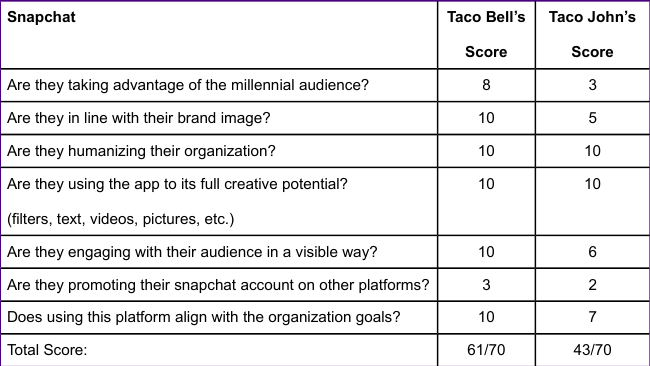 Snapchat Taco Bell's Taco John's
Score Score
Are they taking advantage of the millennial audience? 8 3
Are they in line with their brand image? 10 5
Are they humanizing their organization? 10 10
Are they using the app to its full creative potential? 10 10
(filters, text, videos, pictures, etc.)
Are they engaging with their audience in a visible way? 10 6
Are they promoting their snapchat account on other platforms? 3 2
Does using this platform align with the organization goals? 10 7
Total Score: 61/70 43/70